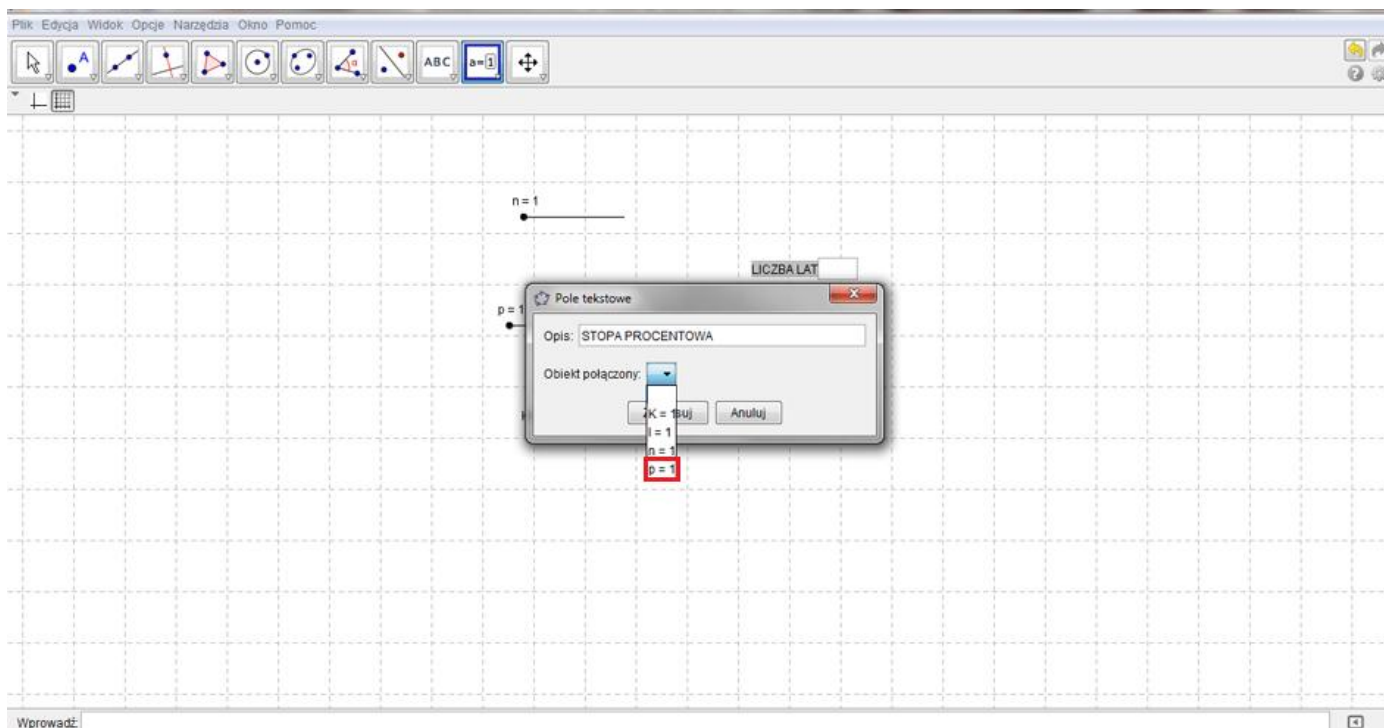 Plik Edycja Widok Opcje Narzędzia Okno Pomoc
A
α
ABC
a=1
n = 1
LICZBA LAT
p = 1
Pole tekstowe
Opis: STOPA PROCENTOWA
Obiekt połączony:
Anuluj
K = 1
l = 1
n = 1
p = 1
Wprowadź: